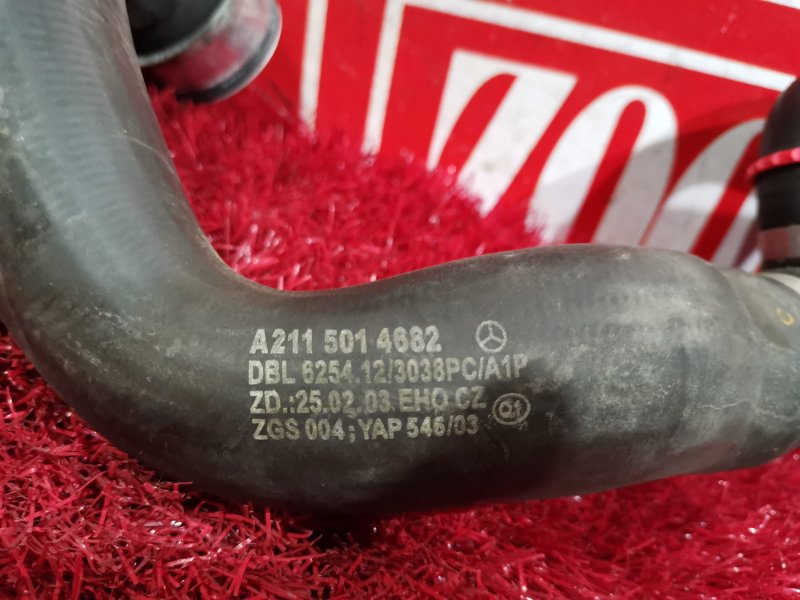 ZOO
A211 501 4682
DBL 6254.12/3038PC/A1P
ZD.:25.02.03 EHO CZ
ZGS 004; YAP 546/03